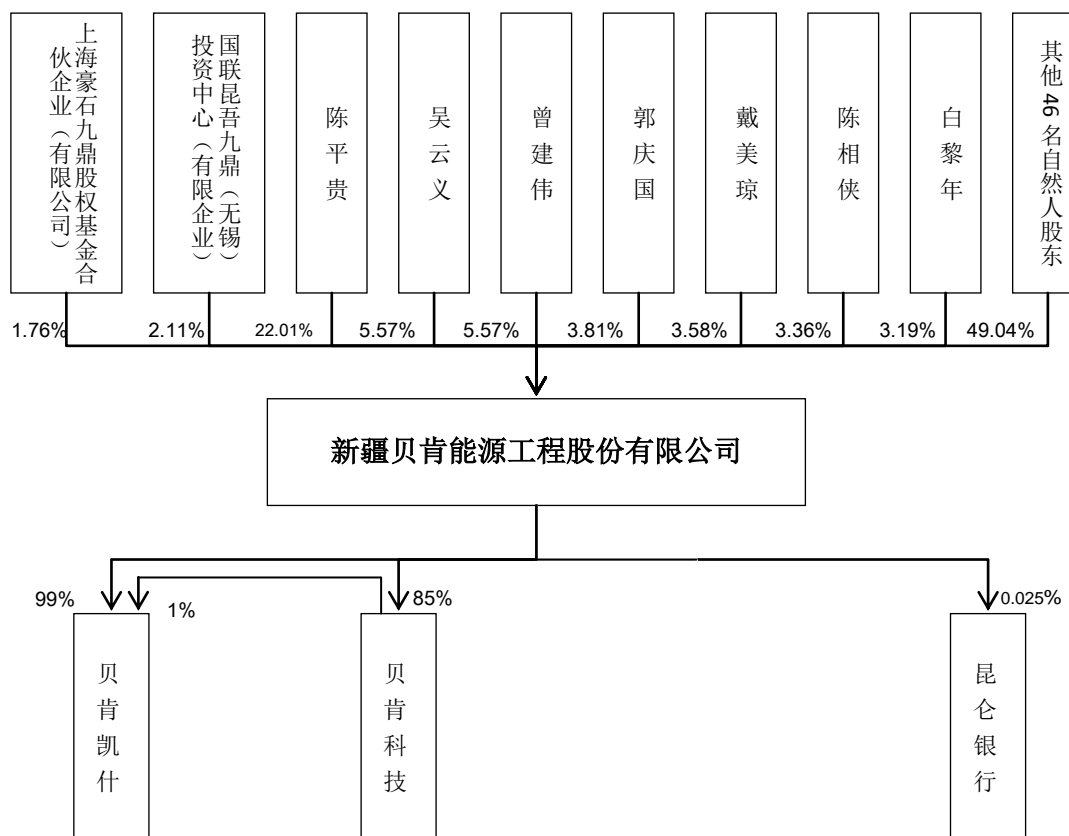 上海豪石九鼎股权基金合
伙企业（有限公司）
国联昆吾九鼎（无锡）
投资中心（有限企业）
陈平贵
吴云义
曾建伟
郭庆国
戴美琼
陈相侠
白黎年
其他 46 名自然人股东
1.76%
2.11%
22.01%
5.57%
5.57%
3.81%
3.58%
3.36%
3.19%
49.04%
新疆贝肯能源工程股份有限公司
99%
1%
85%
0.025%
贝肯凯什
贝肯科技
昆仑银行